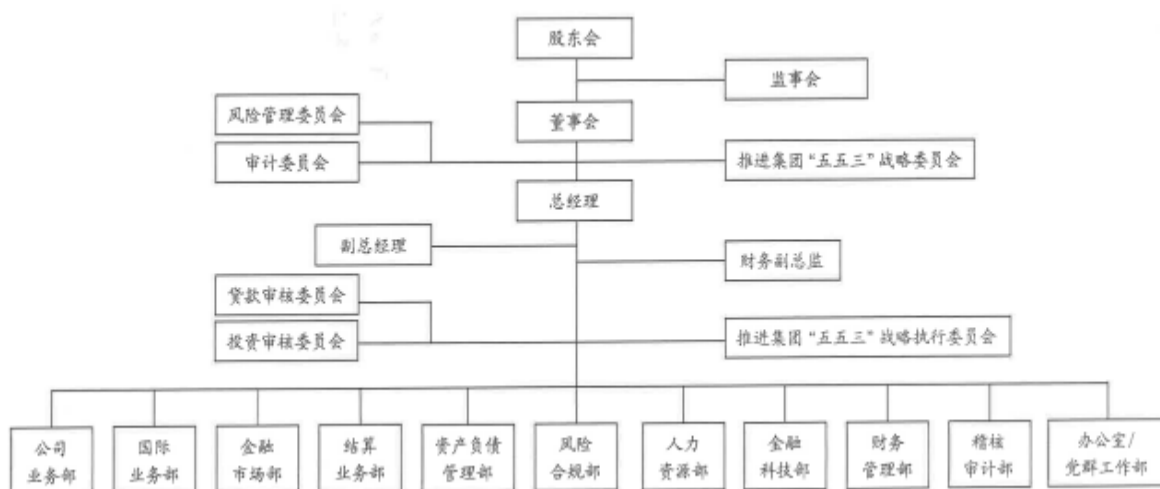 股东会
监事会
风险管理委员会
董事会
审计委员会
推进集团“五五三”战略委员会
总经理
副总经理
财务副总监
贷款审核委员会
投资审核委员会
推进集团“五五三”战略执行委员会
公司
业务部
国际
业务部
金融
市场部
结算
业务部
资产负债
管理部
风险
合规部
人力
资源部
金融
科技部
财务
管理部
稽核
审计部
办公室/
党群工作部